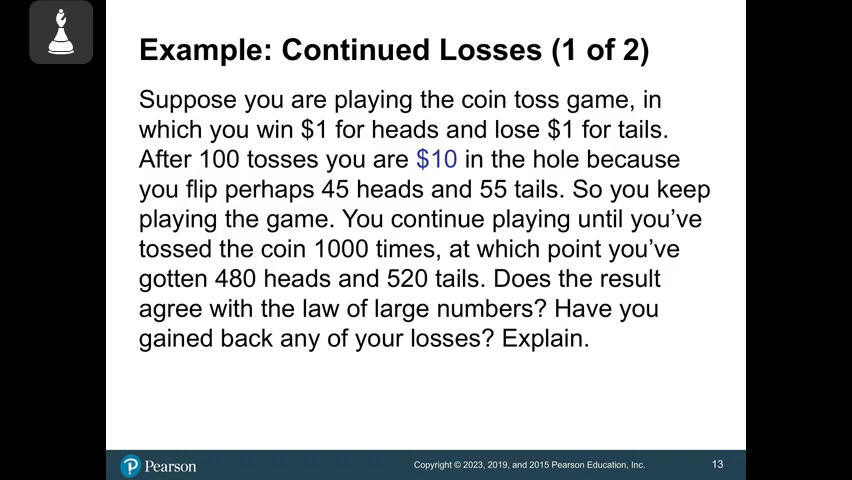 Example: Continued Losses (1 of 2)
Suppose you are playing the coin toss game, in
which you win $1 for heads and lose $1 for tails.
After 100 tosses you are $10 in the hole because
you flip perhaps 45 heads and 55 tails. So you keep
playing the game. You continue playing until you’ve
tossed the coin 1000 times, at which point you’ve
gotten 480 heads and 520 tails. Does the result
agree with the law of large numbers? Have you
gained back any of your losses? Explain.
Pearson
Copyright © 2023, 2019, and 2015 Pearson Education, Inc.
13